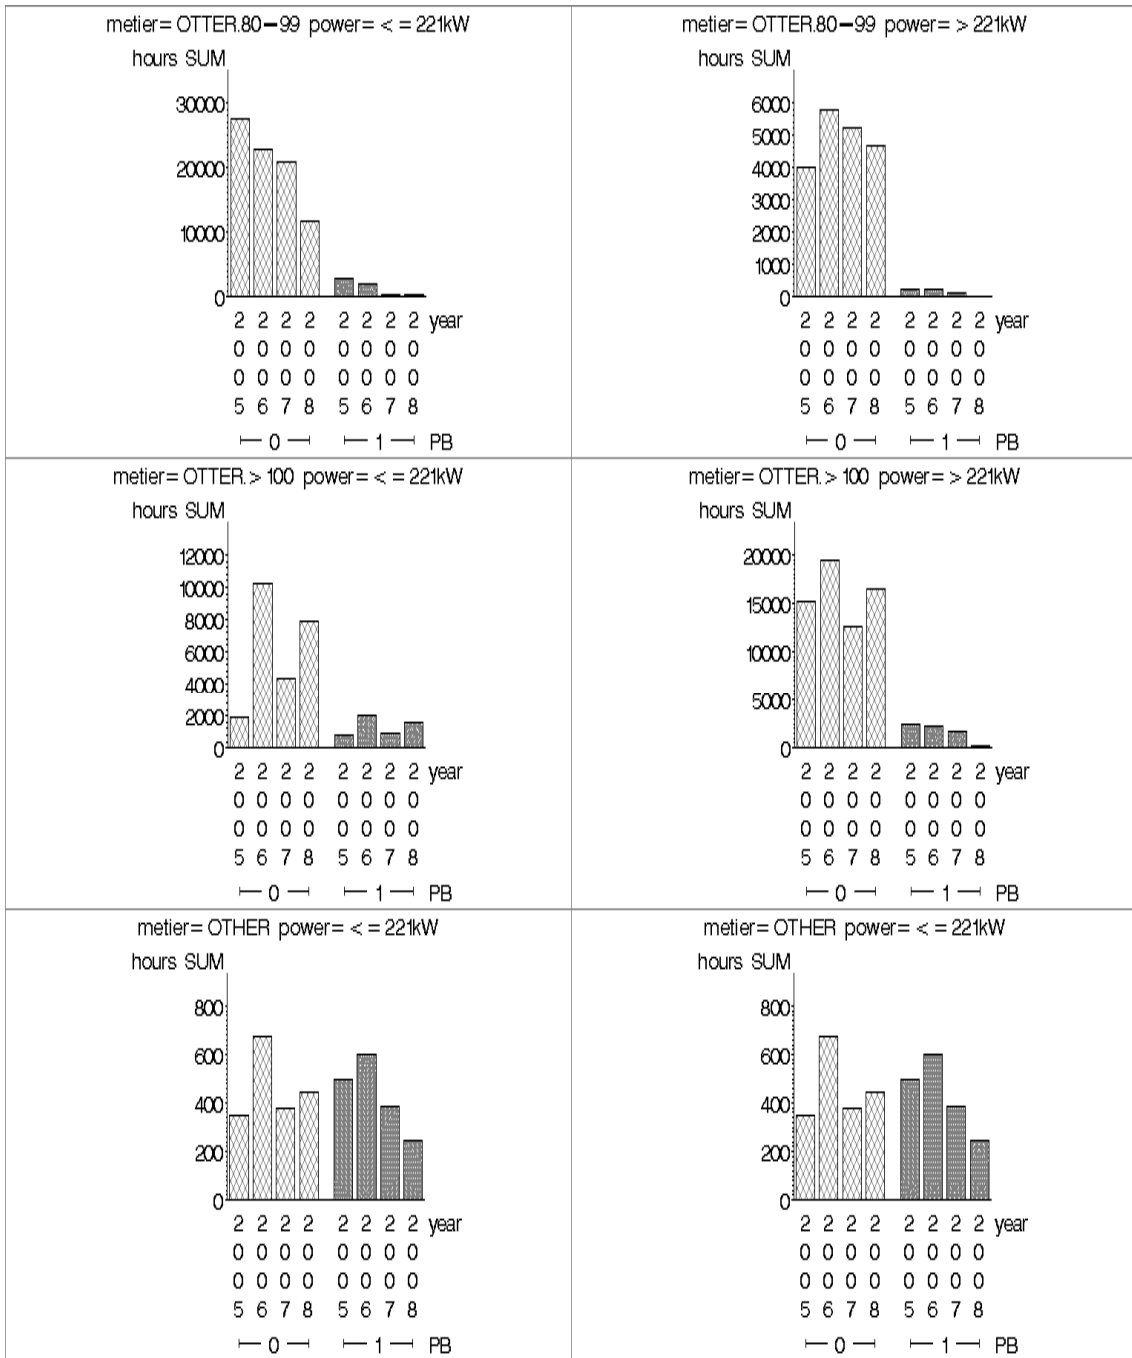 metier= OTTER.80−99 power= < = 221kW
hours SUM
30000
20000
10000
0
2 2 2 2 2 2 2 2 year
0 0 0 0 0 0 0 0
0 0 0 0 0 0 0 0
5 6 7 8 5 6 7 8
0 1 PB
metier= OTTER.80−99 power= > 221kW
hours SUM
6000
5000
4000
3000
2000
1000
0
2 2 2 2 2 2 2 2 year
0 0 0 0 0 0 0 0
0 0 0 0 0 0 0 0
5 6 7 8 5 6 7 8
0 1 PB
metier= OTTER.> 100 power= < = 221kW
hours SUM
12000
10000
8000
6000
4000
2000
0
2 2 2 2 2 2 2 2 year
0 0 0 0 0 0 0 0
0 0 0 0 0 0 0 0
5 6 7 8 5 6 7 8
0 1 PB
metier= OTTER.> 100 power= > 221kW
hours SUM
20000
15000
10000
5000
0
2 2 2 2 2 2 2 2 year
0 0 0 0 0 0 0 0
0 0 0 0 0 0 0 0
5 6 7 8 5 6 7 8
0 1 PB
metier= OTHER power= < = 221kW
hours SUM
800
600
400
200
0
2 2 2 2 2 2 2 2 year
0 0 0 0 0 0 0 0
0 0 0 0 0 0 0 0
5 6 7 8 5 6 7 8
0 1 PB
metier= OTHER power= < = 221kW
hours SUM
800
600
400
200
0
2 2 2 2 2 2 2 2 year
0 0 0 0 0 0 0 0
0 0 0 0 0 0 0 0
5 6 7 8 5 6 7 8
0 1 PB